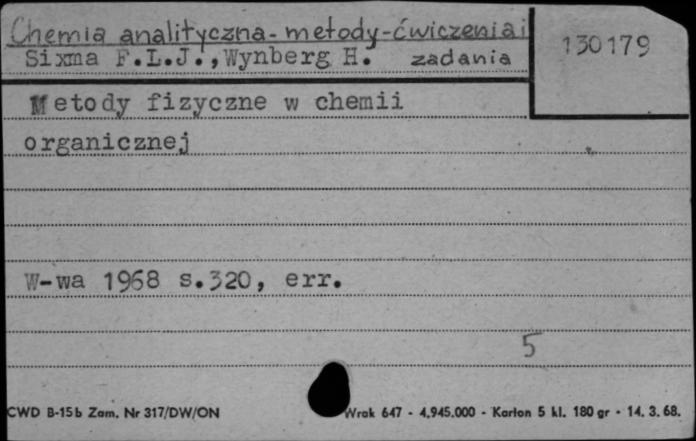 Chemia analityczna - metody - ćwiczenia i
zadania
130179
Sixma F.L.J., Wynberg H.
Metody fizyczne w chemii
organicznej
W-wa 1968 s.320, err.
5
CWD B-15b Zam. Nr 317/DW/ON Wrak 647 - 4.945.000 - Karton 5 kl. 180 gr - 14. 3. 68.